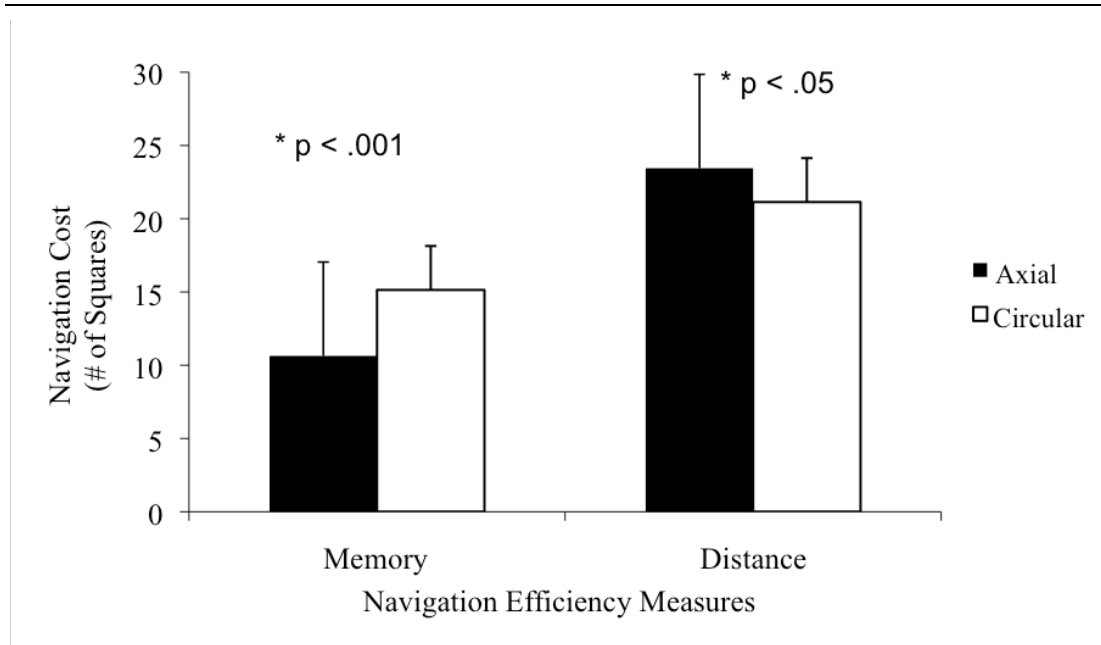 30
25
20
15
10
5
0
* p < .001
* p < .05
Navigation Cost
(# of Squares)
Axial
Circular
Memory
Distance
Navigation Efficiency Measures